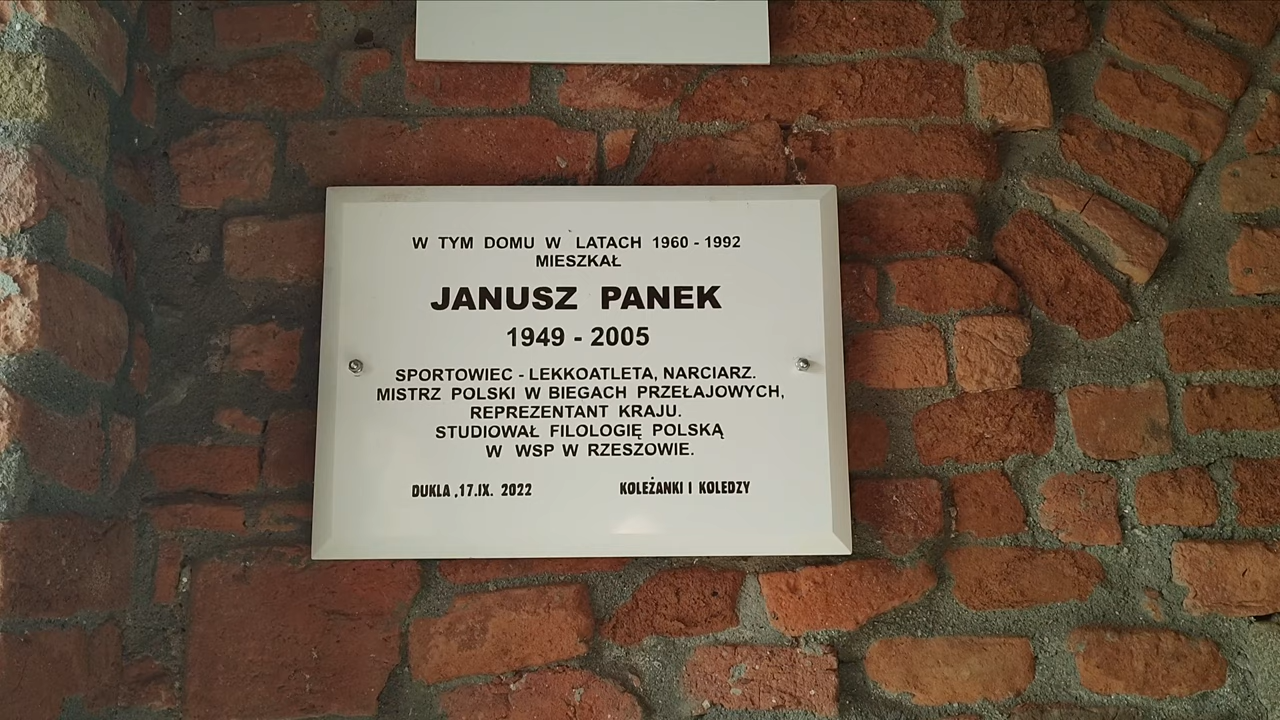 W TYM DOMU W LATACH 1960 - 1992
MIESZKAŁ
JANUSZ PANEK
1949 - 2005
SPORTOWIEC - LEKKOATLETA, NARCIARZ.
MISTRZ POLSKI W BIEGACH PRZEŁAJOWYCH,
REPREZENTANT KRAJU.
STUDIOWAŁ FILOLOGIĘ POLSKĄ
W WSP W RZESZOWIE.
DUKLA ,17.IX. 2022 KOLEŻANKI I KOLEDZY